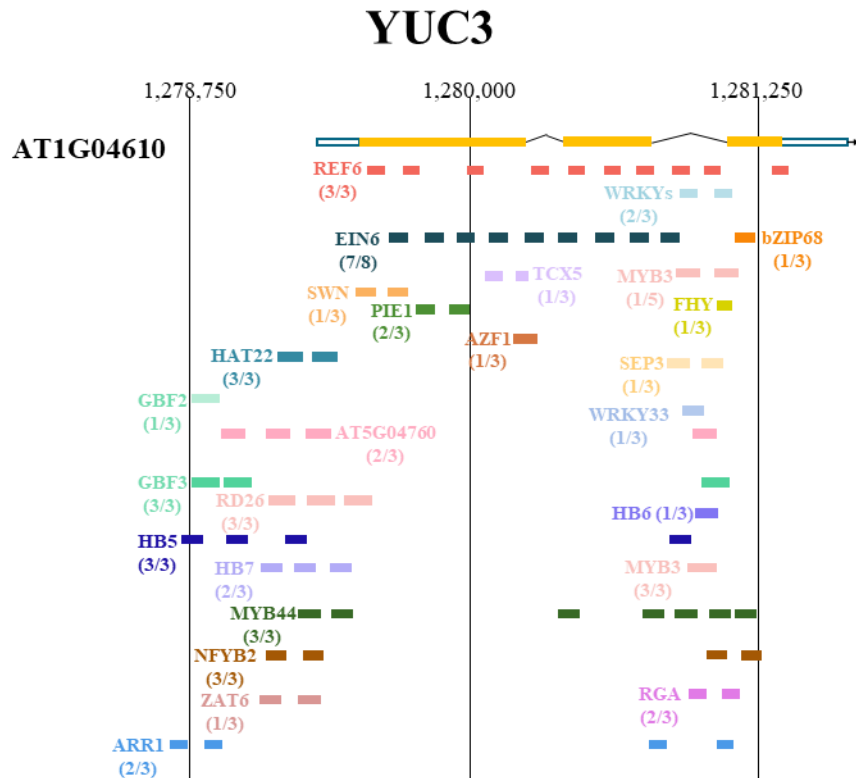 YUC3
1,278,750 1,280,000 1,281,250
AT1G04610
REF6
(3/3)
WRKYs
(2/3)
EIN6
(7/8)
bZIP68
(1/3)
TCX5
(1/3)
MYB3
(1/5)
SWN
(1/3)
PIE1
(2/3)
FHY
(1/3)
AZF1
(1/3)
HAT22
(3/3)
SEP3
(1/3)
GBF2
(1/3)
WRKY33
(1/3)
AT5G04760
(2/3)
GBF3
(3/3)
RD26
(3/3)
HB6 (1/3)
HB5
(3/3)
HB7
(2/3)
MYB3
(3/3)
MYB44
(3/3)
NFYB2
(3/3)
ZAT6
(1/3)
RGA
(2/3)
ARR1
(2/3)